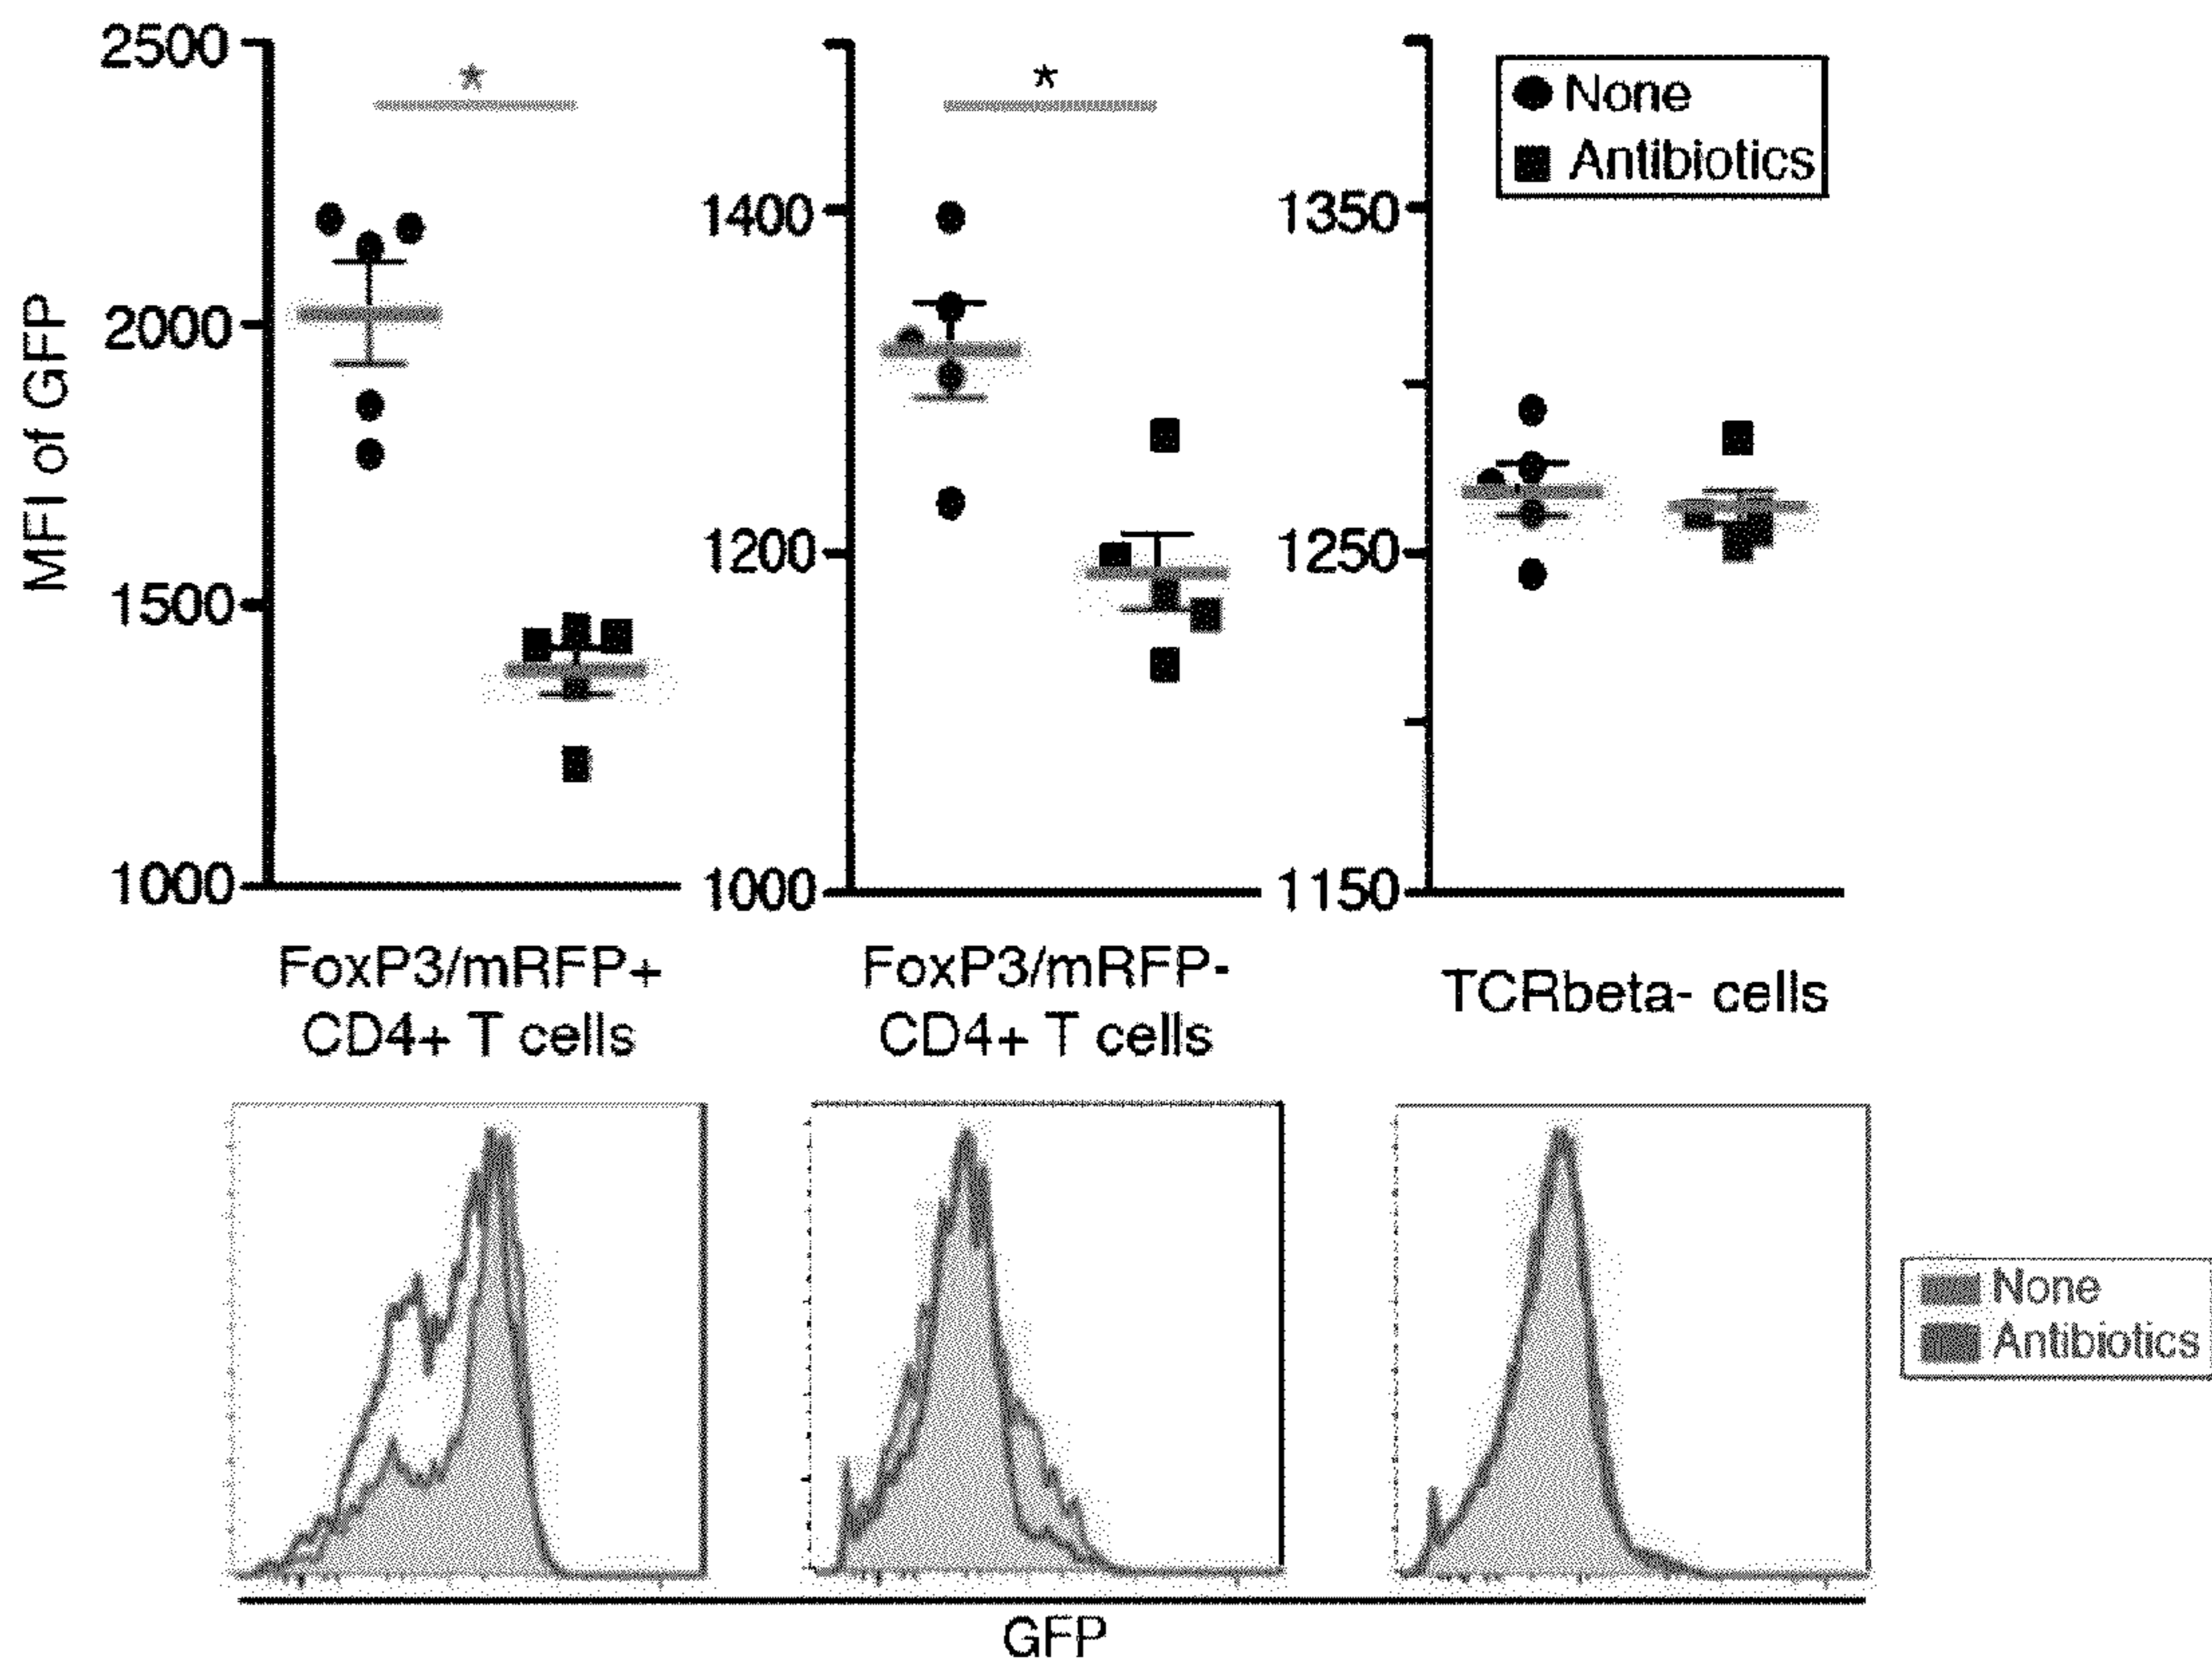 2500
2000
1500
1000
MFI of GFP
*
1400
1200
1000
*
1350
1250
1150
None
Antibiotics
FoxP3/mRFP+
CD4+ T cells
FoxP3/mRFP-
CD4+ T cells
TCRbeta- cells
None
Antibiotics
GFP